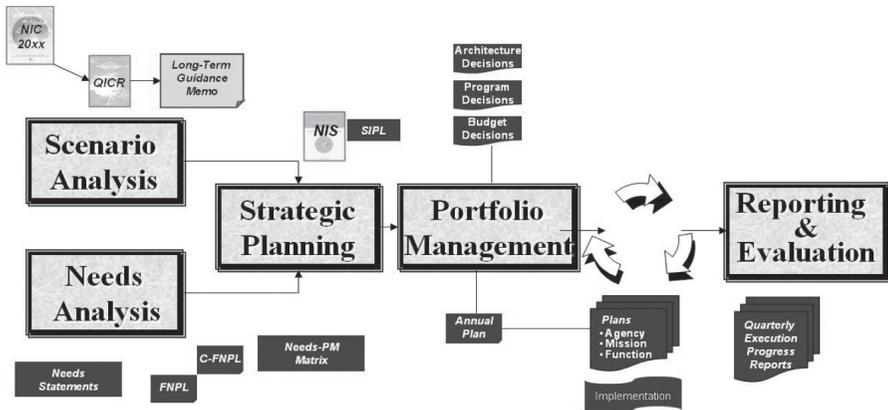 NIC
20xx
QICR
Long-Term
Guidance
Memo
Architecture
Decisions
Program
Decisions
Budget
Decisions
NIS
SIPL
Scenario
Analysis
Strategic
Planning
Portfolio
Management
Reporting
&
Evaluation
Needs
Analysis
Annual
Plan
Plans
• Agency
• Mission
• Function
Quarterly
Execution
Progress
Reports
Needs
Statements
FNPL
C-FNPL
Needs-PM
Matrix
Implementation